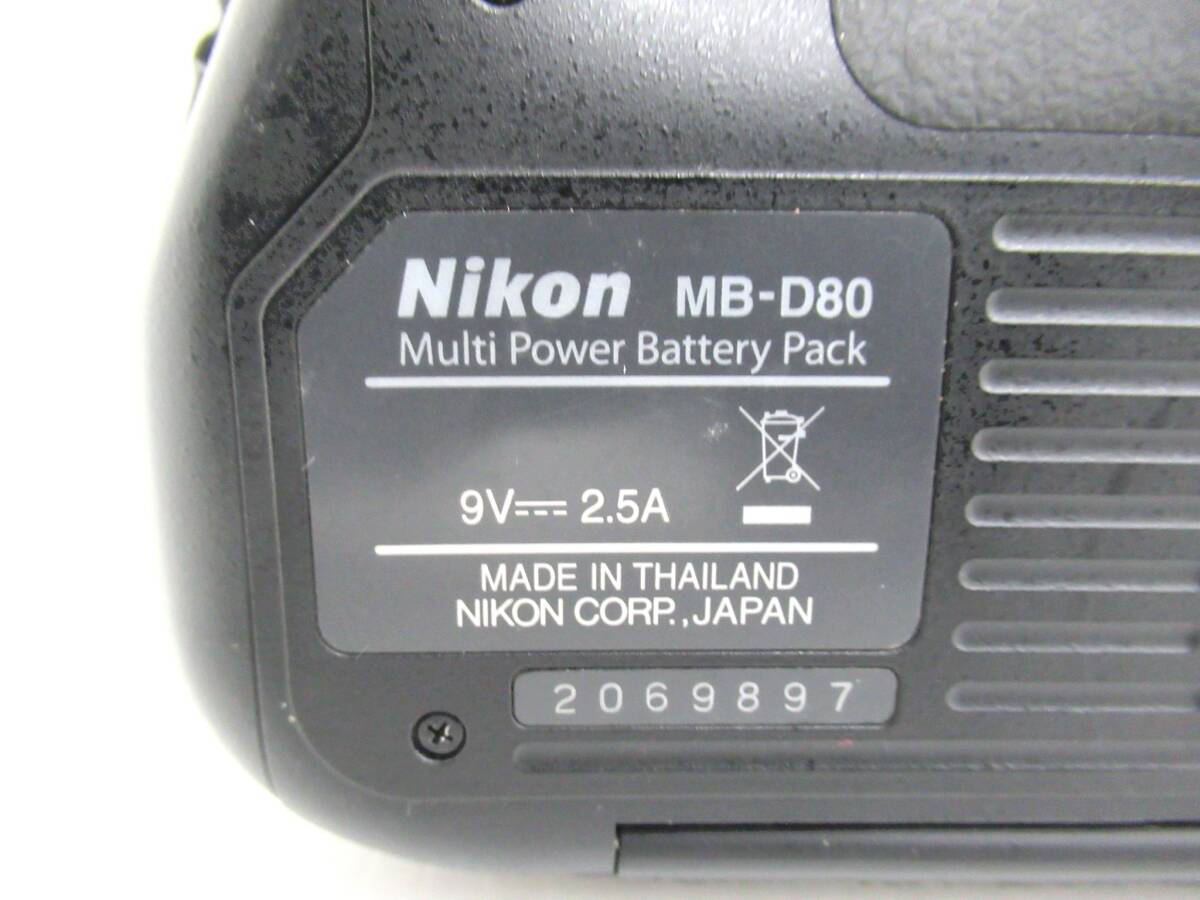 Nikon MB-D80
Multi Power Battery Pack
9V⎓ 2.5A
MADE IN THAILAND
NIKON CORP.,JAPAN
2069897